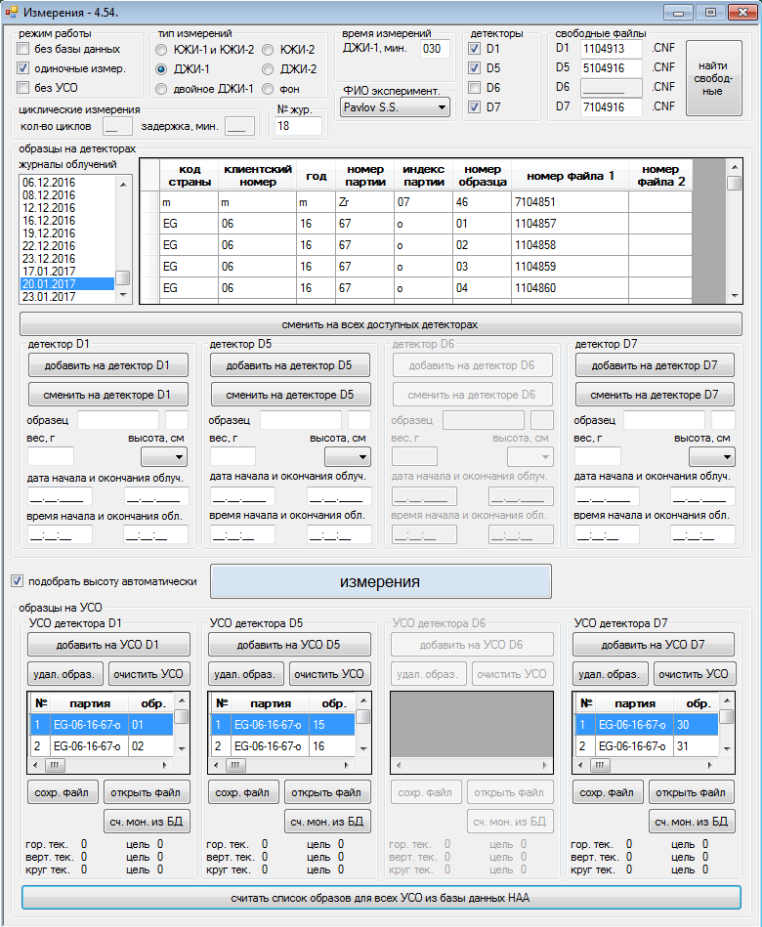 Измерения - 4.54.
режим работы
без базы данных
одиночные измер.
без УСО
тип измерений
КЖИ-1 и КЖИ-2 КЖИ-2
ДЖИ-1 ДЖИ-2
двойное ДЖИ-1 фон
время измерений
ДЖИ-1, мин. 030
ФИО эксперимент.
Pavlov S.S.
детекторы
D1
D5
D6
D7
свободные файлы
D1 1104913 .CNF
D5 5104916 .CNF
D6 _______ .CNF
D7 7104916 .CNF
найти
свобод-
ные
циклические измерения
кол-во циклов __ задержка, мин. ___
№ жур.
18
образцы на детекторах
журналы облучений
06.12.2016
08.12.2016
12.12.2016
16.12.2016
19.12.2016
22.12.2016
23.12.2016
17.01.2017
20.01.2017
23.01.2017
код страны клиентский номер год номер партии индекс партии номер образца номер файла 1 номер файла 2
m m m Zr 07 46 7104851
EG 06 16 67 o 01 1104857
EG 06 16 67 o 02 1104858
EG 06 16 67 o 03 1104859
EG 06 16 67 o 04 1104860
сменить на всех доступных детекторах
детектор D1 детектор D5 детектор D6 детектор D7
добавить на детектор D1 добавить на детектор D5 добавить на детектор D6 добавить на детектор D7
сменить на детекторе D1 сменить на детекторе D5 сменить на детекторе D6 сменить на детекторе D7
образец образец образец образец
вес, г высота, см вес, г высота, см вес, г высота, см вес, г высота, см
дата начала и окончания облуч. дата начала и окончания облуч. дата начала и окончания облуч. дата начала и окончания облуч.
__.__.____ __.__.____ __.__.____ __.__.____ __.__.____ __.__.____ __.__.____ __.__.____
время начала и окончания обл. время начала и окончания обл. время начала и окончания обл. время начала и окончания обл.
__:__:__ __:__:__ __:__:__ __:__:__ __:__:__ __:__:__ __:__:__ __:__:__
подобрать высоту автоматически
измерения
образцы на УСО
УСО детектора D1 УСО детектора D5 УСО детектора D6 УСО детектора D7
добавить на УСО D1 добавить на УСО D5 добавить на УСО D6 добавить на УСО D7
удал. образ. очистить УСО удал. образ. очистить УСО удал. образ. очистить УСО удал. образ. очистить УСО
№ партия обр. № партия обр. № партия обр.
1 EG-06-16-67-o 01 1 EG-06-16-67-o 15 1 EG-06-16-67-o 30
2 EG-06-16-67-o 02 2 EG-06-16-67-o 16 2 EG-06-16-67-o 31
сохр. файл открыть файл сохр. файл открыть файл сохр. файл открыть файл сохр. файл открыть файл
сч. мон. из БД сч. мон. из БД сч. мон. из БД сч. мон. из БД
гор. тек. 0 цель 0 гор. тек. 0 цель 0 гор. тек. 0 цель 0 гор. тек. 0 цель 0
верт. тек. 0 цель 0 верт. тек. 0 цель 0 верт. тек. 0 цель 0 верт. тек. 0 цель 0
круг тек. 0 цель 0 круг тек. 0 цель 0 круг тек. 0 цель 0 круг тек. 0 цель 0
считать список образов для всех УСО из базы данных НАА